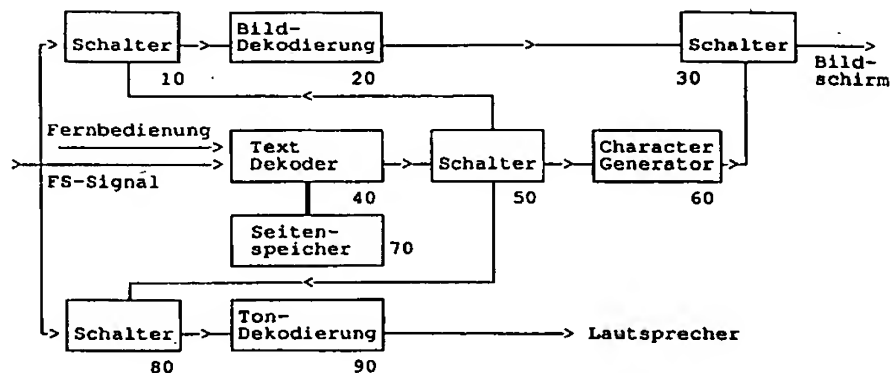 Schalter
10
Bild-
Dekodierung
20
Schalter
30
Bild-
schirm
Fernbedienung
FS-Signal
Text
Dekoder
40
Schalter
50
Character
Generator
60
Seiten-
speicher
70
Schalter
80
Ton-
Dekodierung
90
Lautsprecher